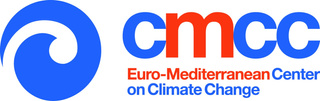 cmcc
Euro-Mediterranean Center
on Climate Change